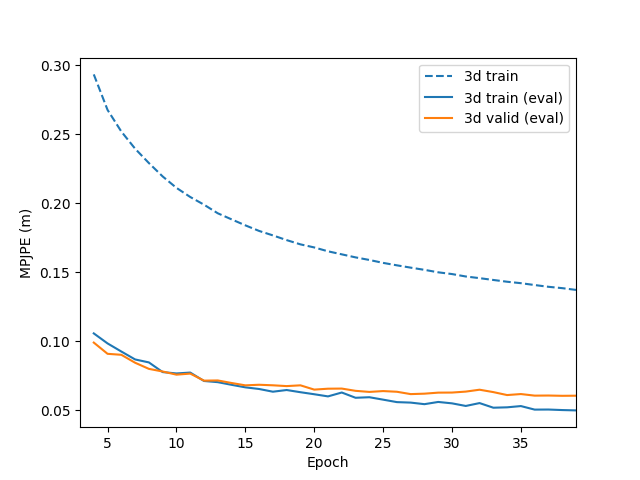 0.30
0.25
0.20
0.15
0.10
0.05
MPJPE (m)
5 10 15 20 25 30 35
Epoch
3d train
3d train (eval)
3d valid (eval)